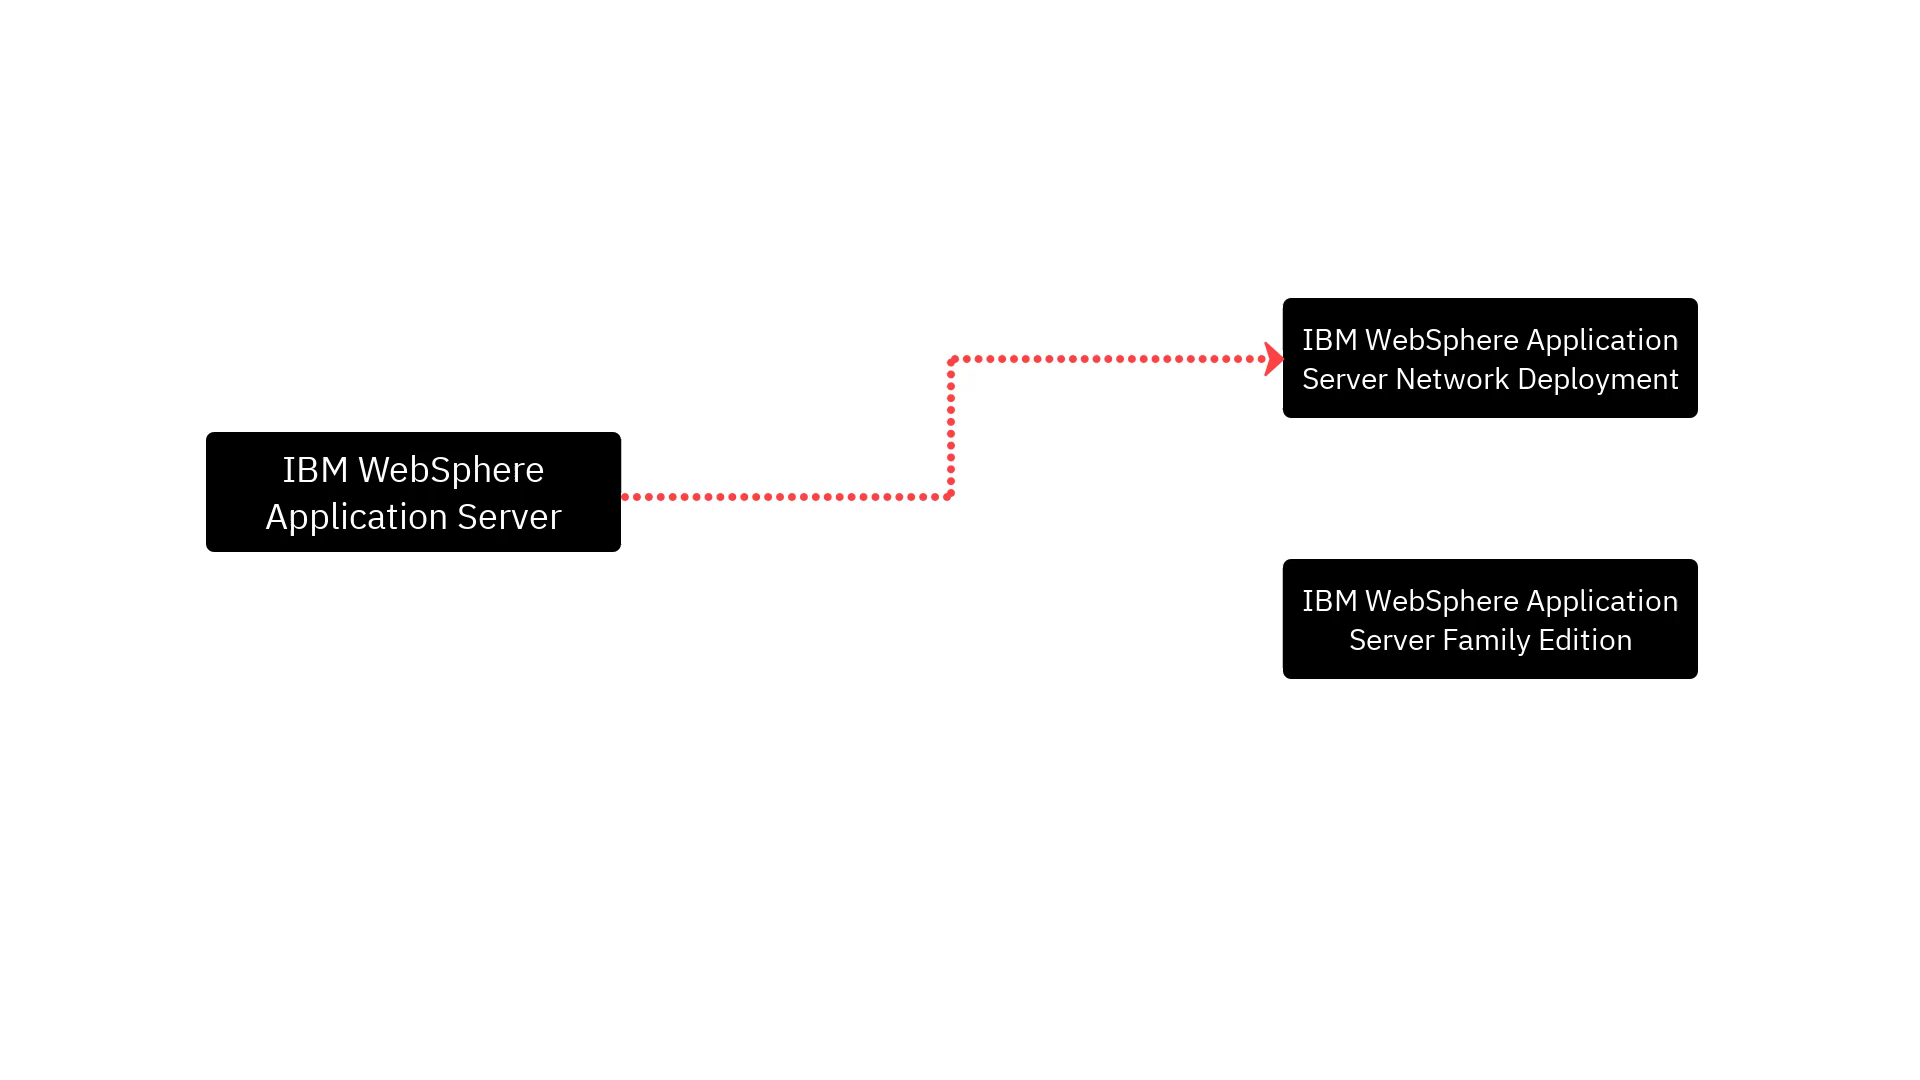 IBM WebSphere
Application Server
IBM WebSphere Application
Server Network Deployment
IBM WebSphere Application
Server Family Edition